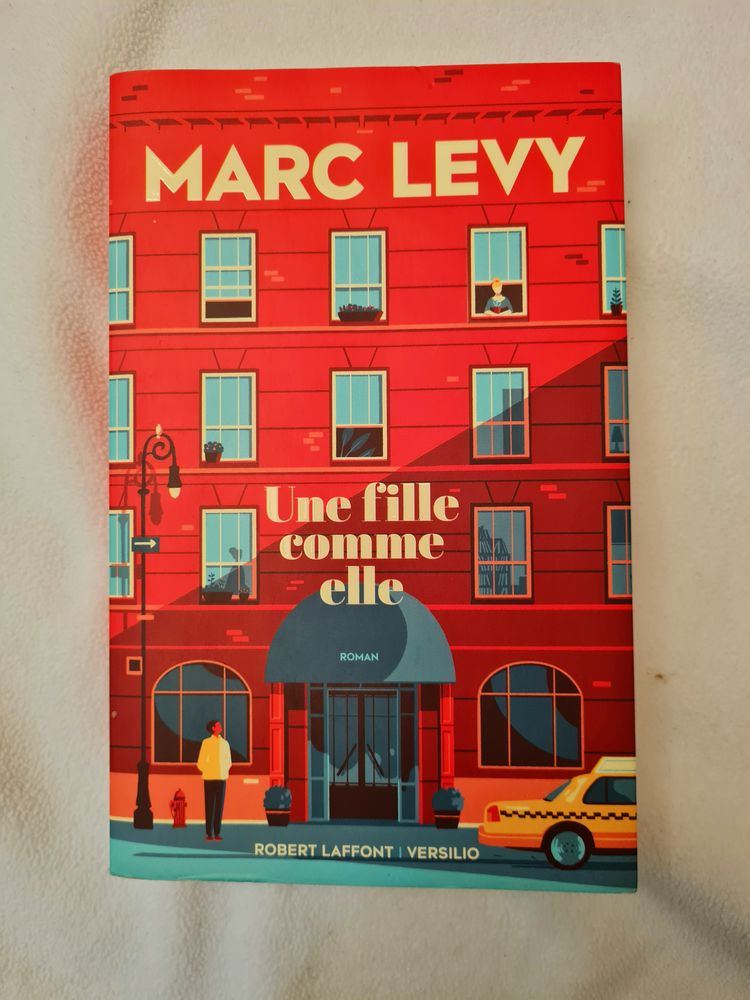 MARC LEVY
Une fille
comme
elle
ROMAN
ROBERT LAFFONT | VERSILIO